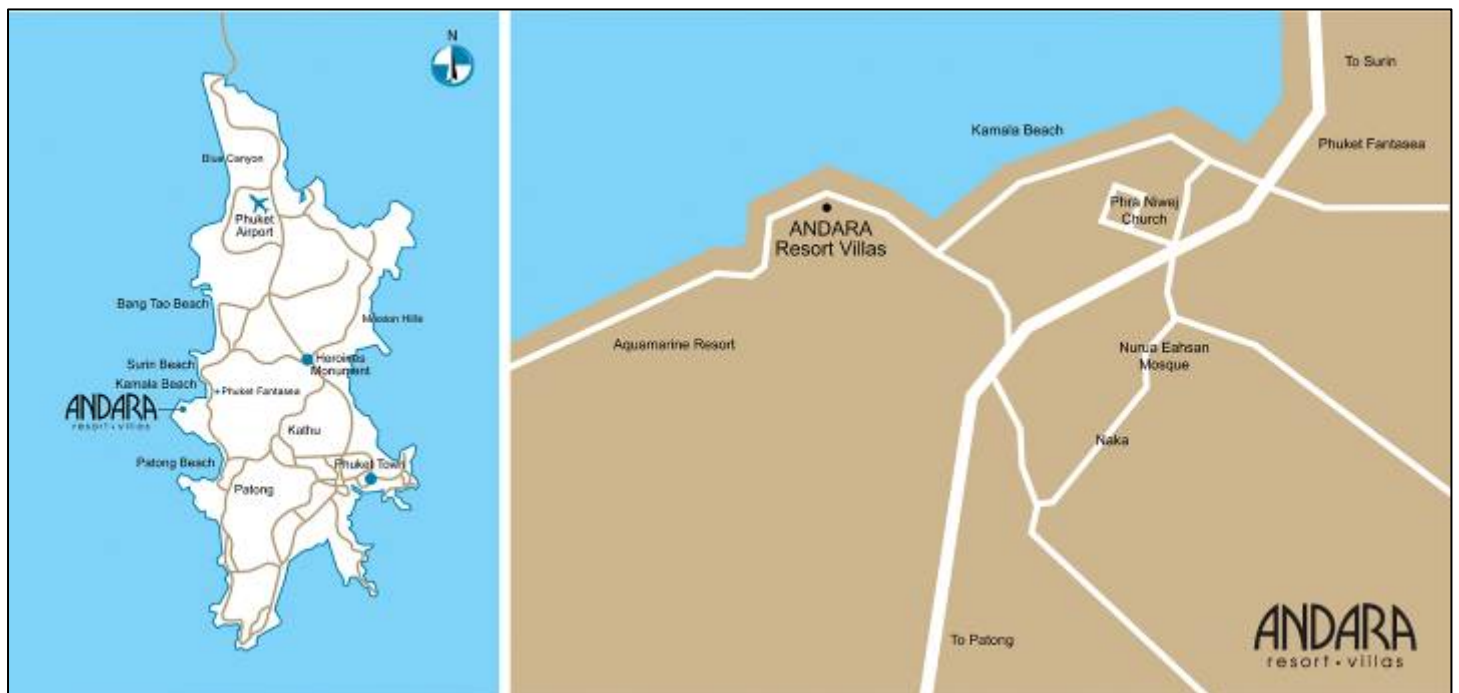 N
Blue Canyon
Phuket
Airport
Bang Tao Beach
Mission Hills
Surin Beach
Heroines
Monument
Kamala Beach
Phuket Fantasea
ANDARA
resort • villas
Kathu
Patong Beach
Phuket Town
Patong
To Surin
Kamala Beach
Phuket Fantasea
Phira Niwej
Church
ANDARA
Resort Villas
Aquamarine Resort
Nurua Eahsan
Mosque
Naka
To Patong
ANDARA
resort • villas